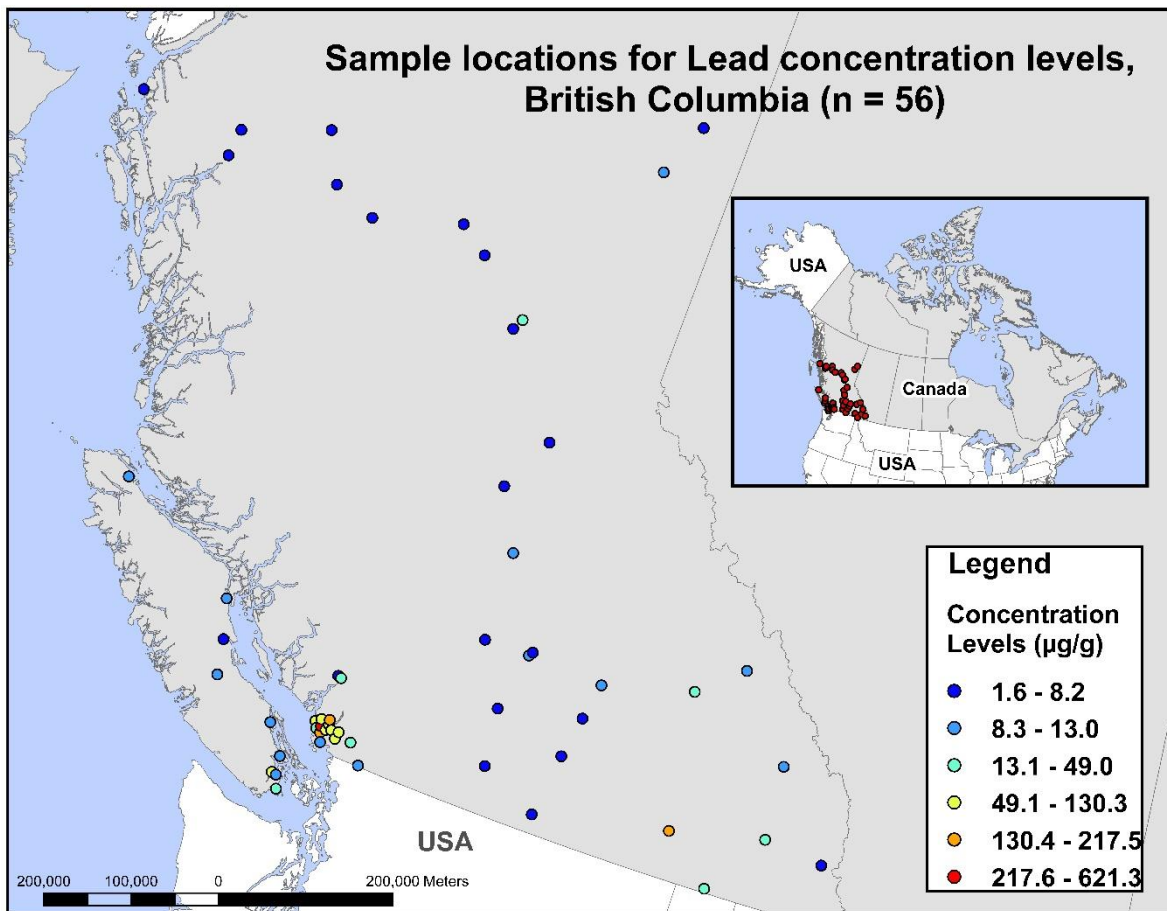 Sample locations for Lead concentration levels,
British Columbia (n = 56)
USA
Canada
USA
Legend
Concentration
Levels (µg/g)
1.6 - 8.2
8.3 - 13.0
13.1 - 49.0
49.1 - 130.3
130.4 - 217.5
217.6 - 621.3
USA
200,000 100,000 0 200,000 Meters